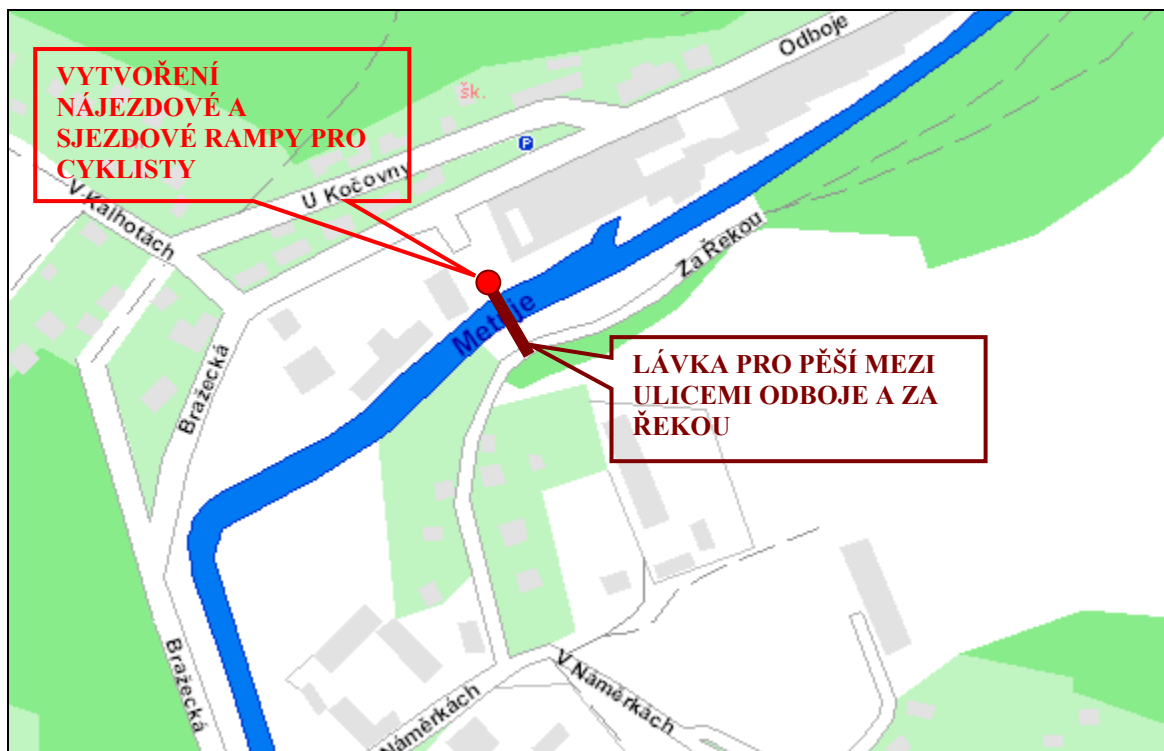 VYTVOŘENÍ
NÁJEZDOVÉ A
SJEZDOVÉ RAMPY PRO
CYKLISTY
Odboje
šk.
P
U Kočovny
V Kalhotách
Za Řekou
Metuje
Bražecká
LÁVKA PRO PĚŠÍ MEZI
ULICEMI ODBOJE A ZA
ŘEKOU
Bražecká
V Náměrkách
Náměrkách